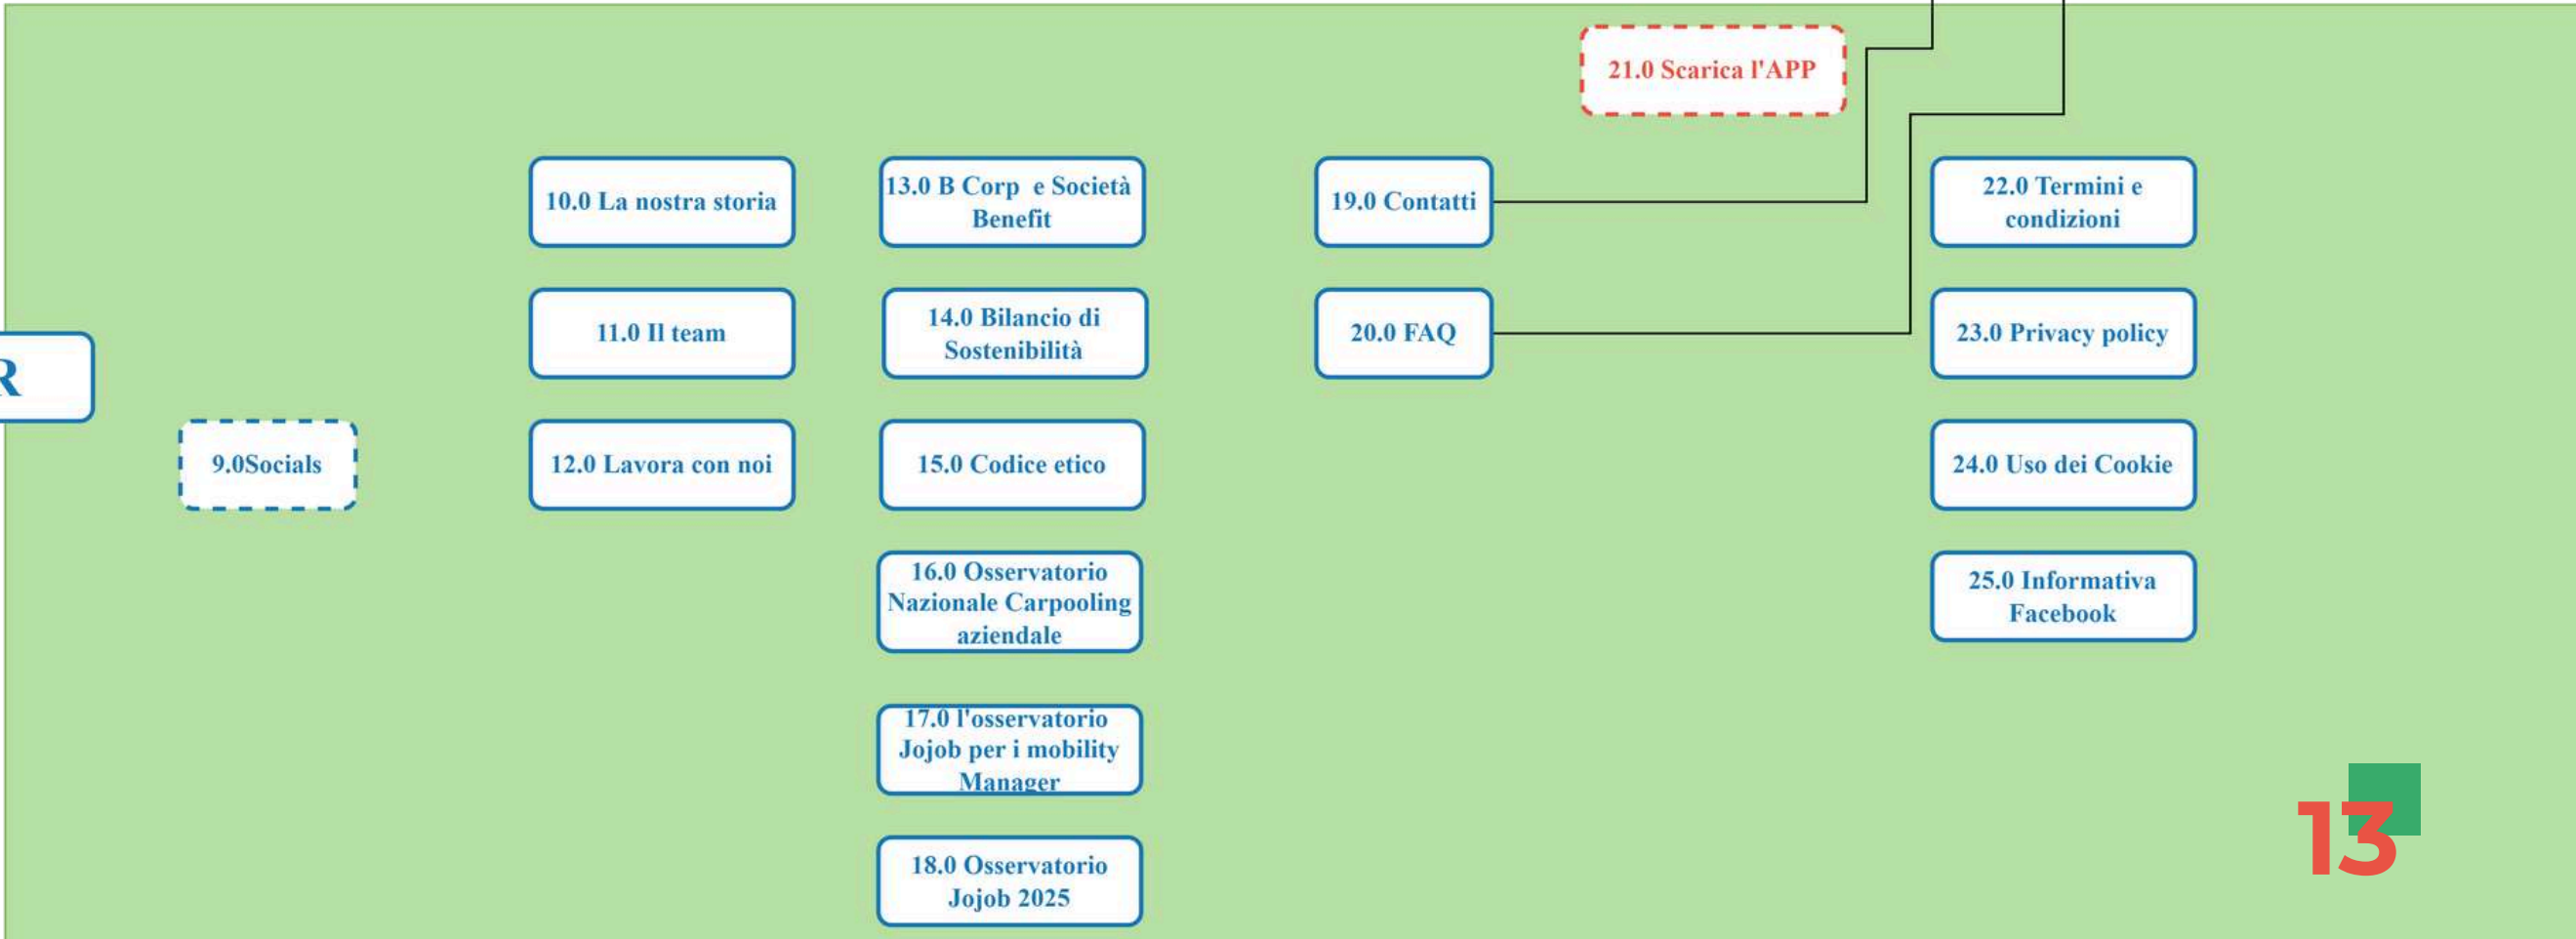 21.0 Scarica l'APP
10.0 La nostra storia
13.0 B Corp e Società
Benefit
19.0 Contatti
22.0 Termini e
condizioni
11.0 Il team
14.0 Bilancio di
Sostenibilità
20.0 FAQ
23.0 Privacy policy
R
9.0Socials
12.0 Lavora con noi
15.0 Codice etico
24.0 Uso dei Cookie
16.0 Osservatorio
Nazionale Carpooling
aziendale
25.0 Informativa
Facebook
17.0 l'osservatorio
Jojob per i mobility
Manager
18.0 Osservatorio
Jojob 2025
13